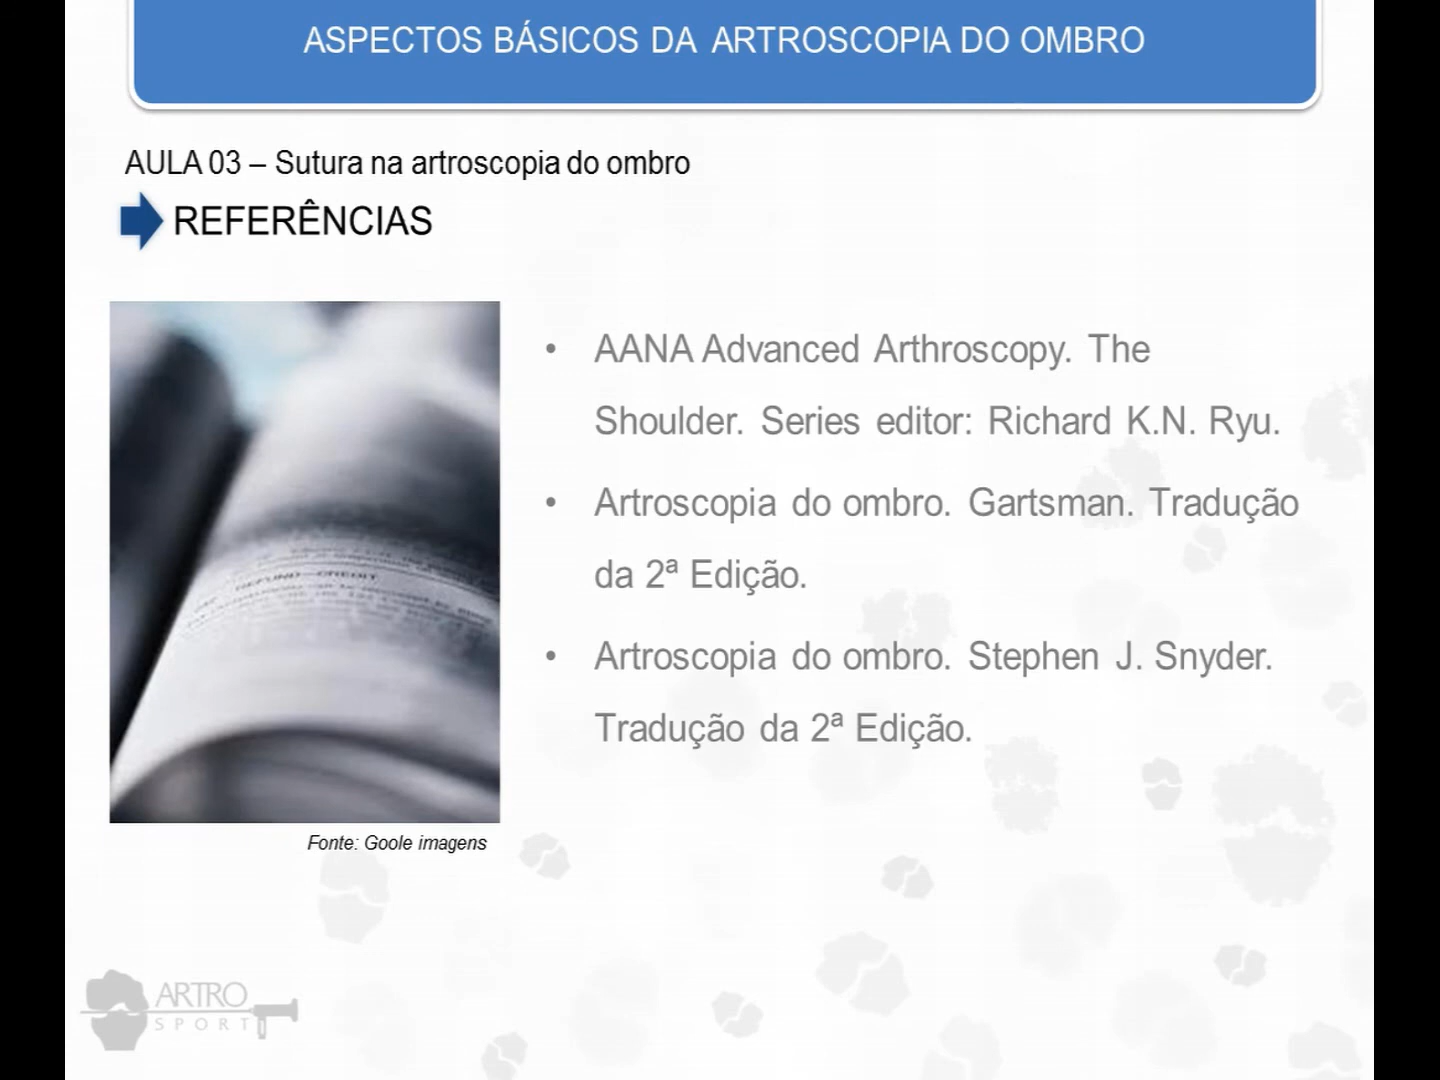 ASPECTOS BÁSICOS DA ARTROSCOPIA DO OMBRO
AULA 03 – Sutura na artroscopia do ombro
REFERÊNCIAS
• AANA Advanced Arthroscopy. The
Shoulder. Series editor: Richard K.N. Ryu.
• Artroscopia do ombro. Gartsman. Tradução
da 2ª Edição.
• Artroscopia do ombro. Stephen J. Snyder.
Tradução da 2ª Edição.
REFUND CREDIT
Fonte: Goole imagens
ARTRO
SPORT